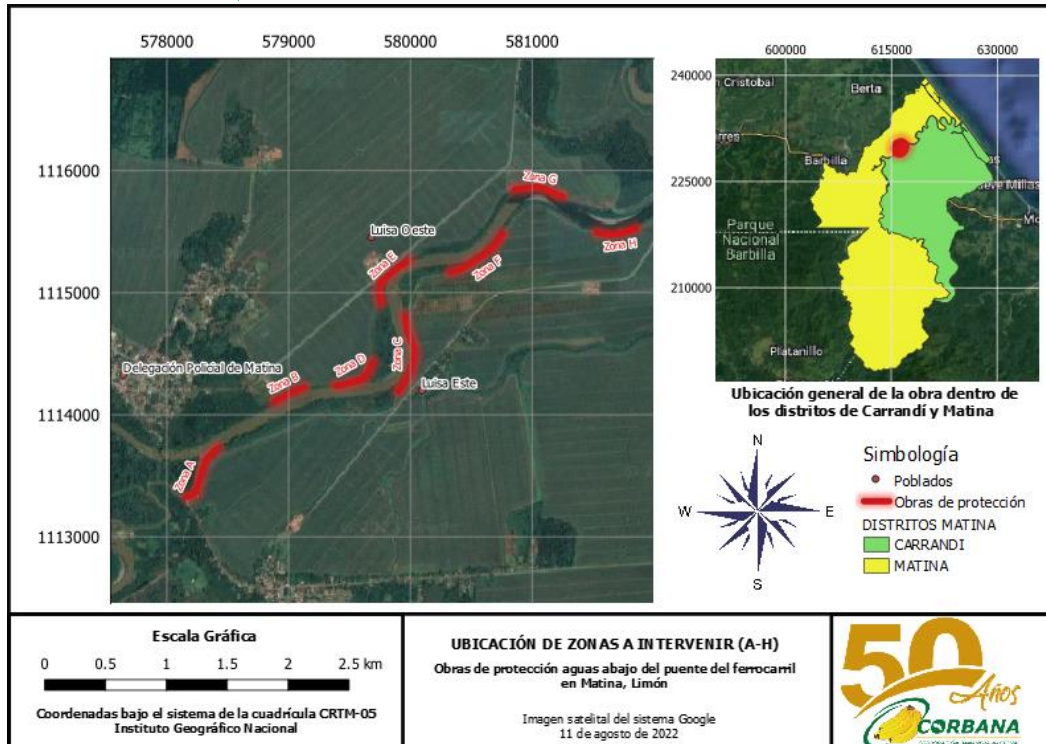 578000 579000 580000 581000
1116000
1115000
1114000
1113000
Zona G
Luisa Oeste
Zona H
Zona F
Zona E
Zona C
Zona D
Delegación Policial de Matina
Zona B
Luisa Este
Zona A
600000 615000 630000
240000
225000
210000
Cristobal
Berta
Barbilla
Parque
Nacional
Barbilla
Platanillo
Ubicación general de la obra dentro de
los distritos de Carrandí y Matina
N
W
E
S
Simbología
Poblados
Obras de protección
DISTRITOS MATINA
CARRANDI
MATINA
Escala Gráfica
0 0.5 1 1.5 2 2.5 km
Coordenadas bajo el sistema de la cuadrícula CRTM-05
Instituto Geográfico Nacional
UBICACIÓN DE ZONAS A INTERVENIR (A-H)
Obras de protección aguas abajo del puente del ferrocarril
en Matina, Limón
Imagen satelital del sistema Google
11 de agosto de 2022
50
Años
CORBANA